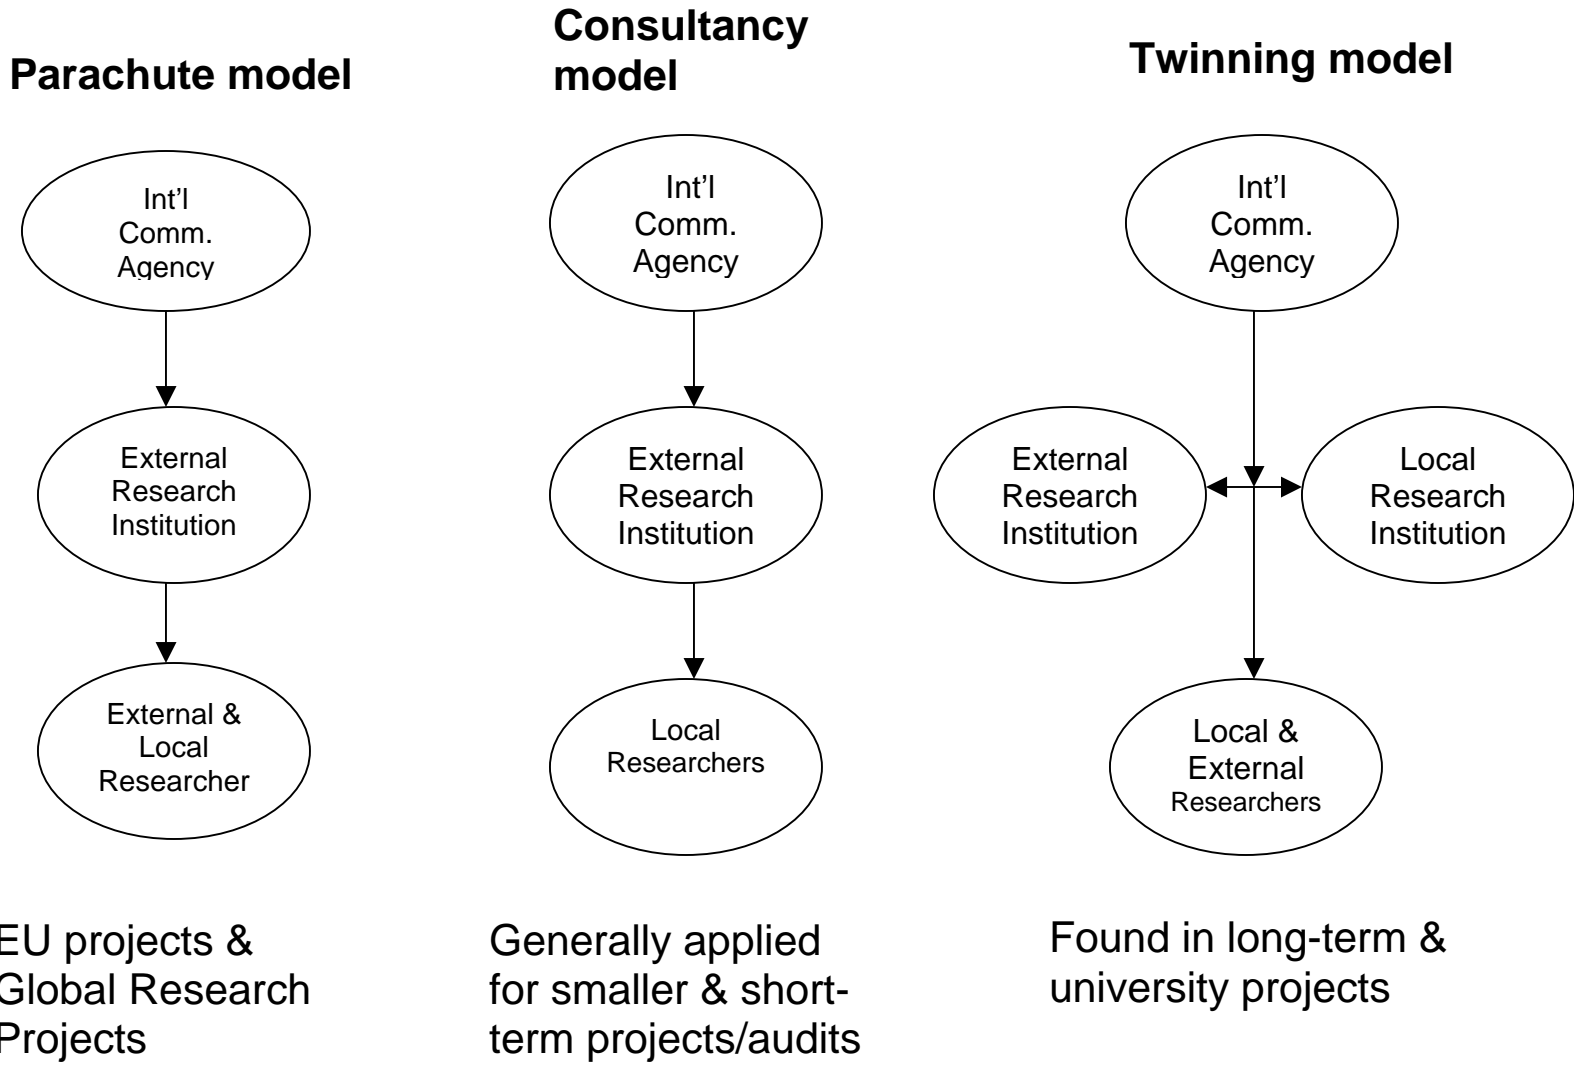 Parachute model
Int’l
Comm.
Agency
External
Research
Institution
External &
Local
Researcher
EU projects &
Global Research
Projects
Consultancy
model
Int’l
Comm.
Agency
External
Research
Institution
Local
Researchers
Generally applied
for smaller & short-
term projects/audits
Twinning model
Int’l
Comm.
Agency
External
Research
Institution
Local
Research
Institution
Local &
External
Researchers
Found in long-term &
university projects